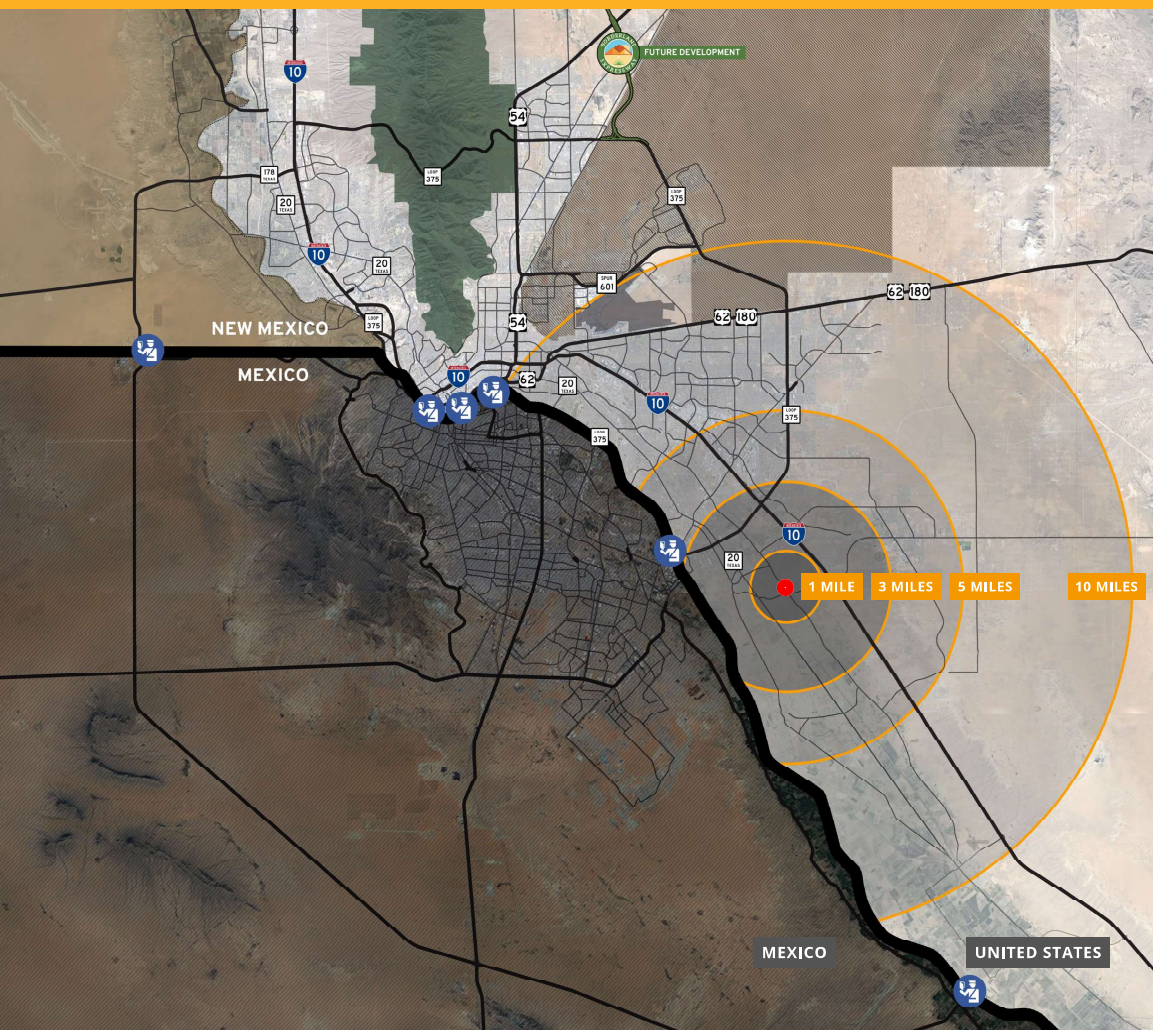 BORDERLAND
EXPRESSWAY
FUTURE DEVELOPMENT
10
54
LOOP
375
178
TEXAS
20
TEXAS
LOOP
375
10
20
TEXAS
SPUR
601
62 180
LOOP
375
54
62 180
NEW MEXICO
MEXICO
10
62
20
TEXAS
10
LOOP
375
375
10
20
TEXAS
1 MILE
3 MILES
5 MILES
10 MILES
MEXICO
UNITED STATES